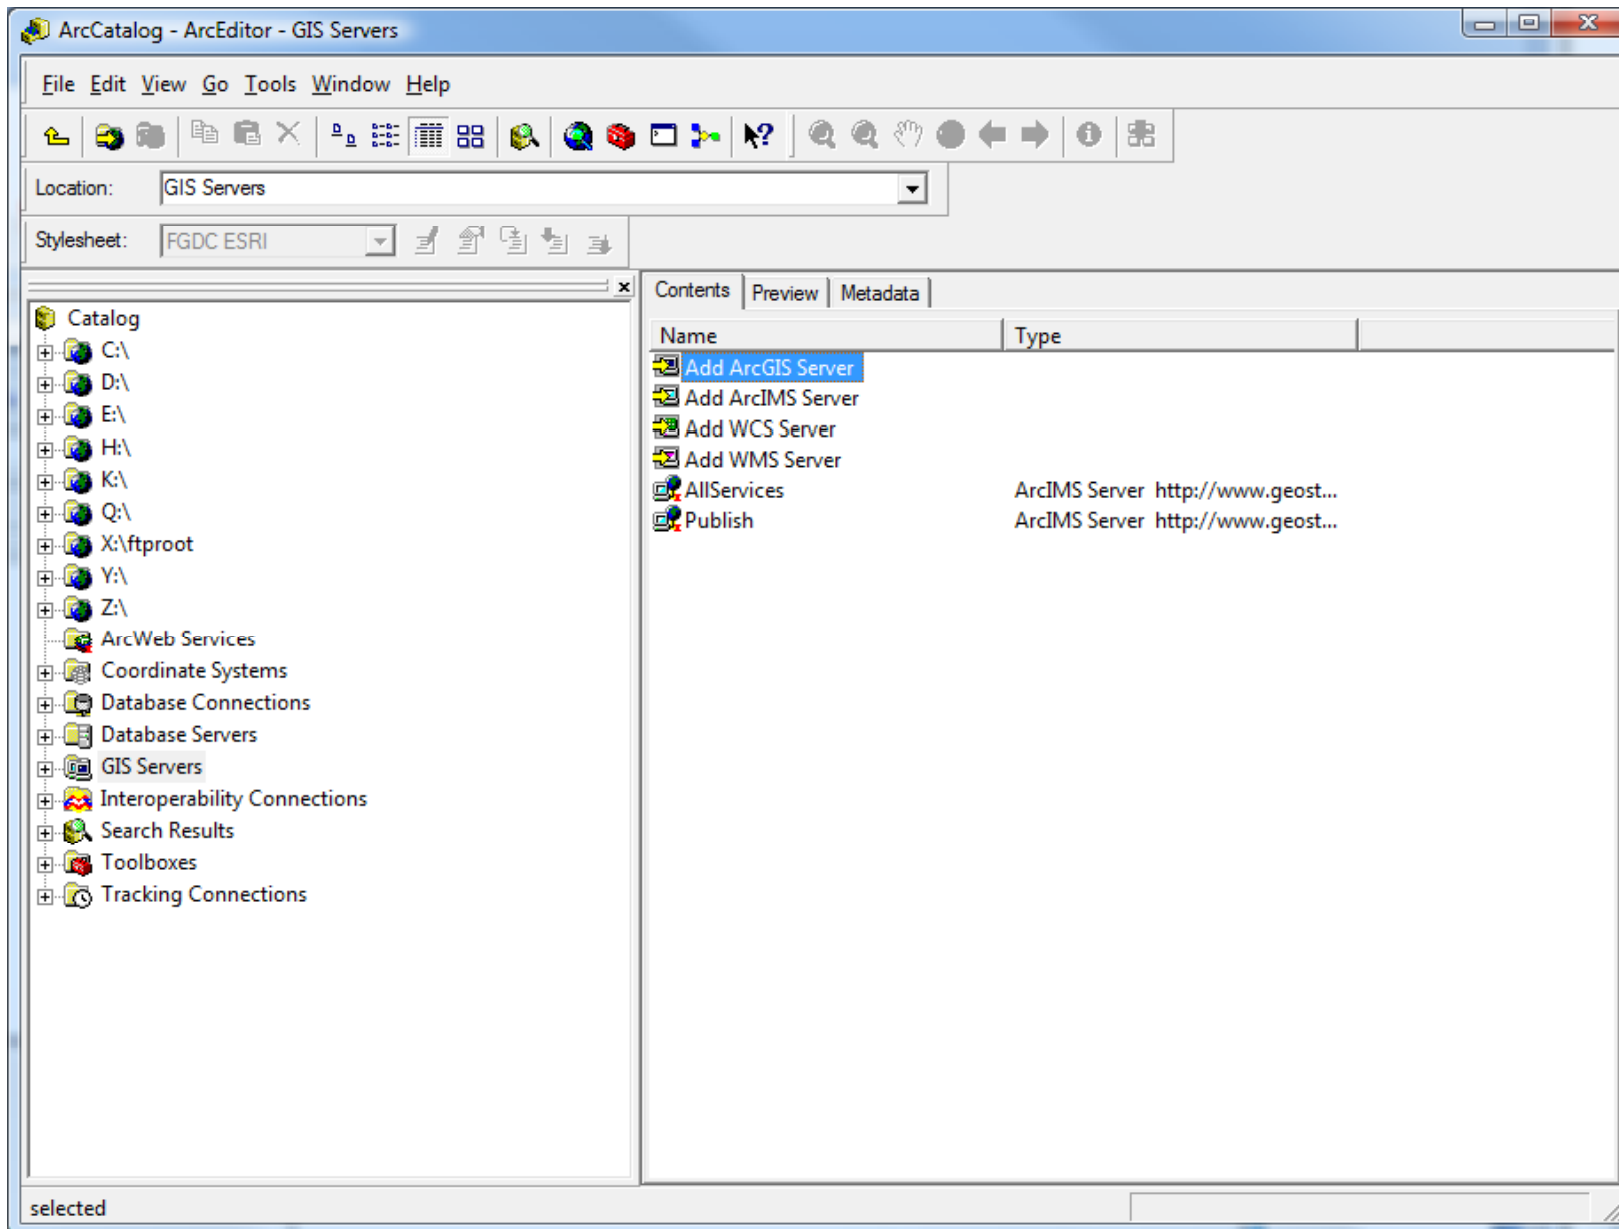 ArcCatalog - ArcEditor - GIS Servers
File Edit View Go Tools Window Help
Location: GIS Servers
Stylesheet: FGDC ESRI
Catalog
C:\
D:\
E:\
H:\
K:\
Q:\
X:\ftproot
Y:\
Z:\
ArcWeb Services
Coordinate Systems
Database Connections
Database Servers
GIS Servers
Interoperability Connections
Search Results
Toolboxes
Tracking Connections
Contents Preview Metadata
Name Type
Add ArcGIS Server
Add ArcIMS Server
Add WCS Server
Add WMS Server
AllServices ArcIMS Server http://www.geost...
Publish ArcIMS Server http://www.geost...
selected